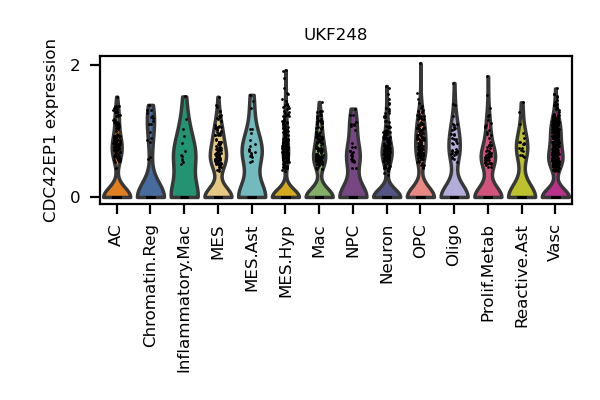 UKF248
CDC42EP1 expression
2
0
AC
Chromatin.Reg
Inflammatory.Mac
MES
MES.Ast
MES.Hyp
Mac
NPC
Neuron
OPC
Oligo
Prolif.Metab
Reactive.Ast
Vasc